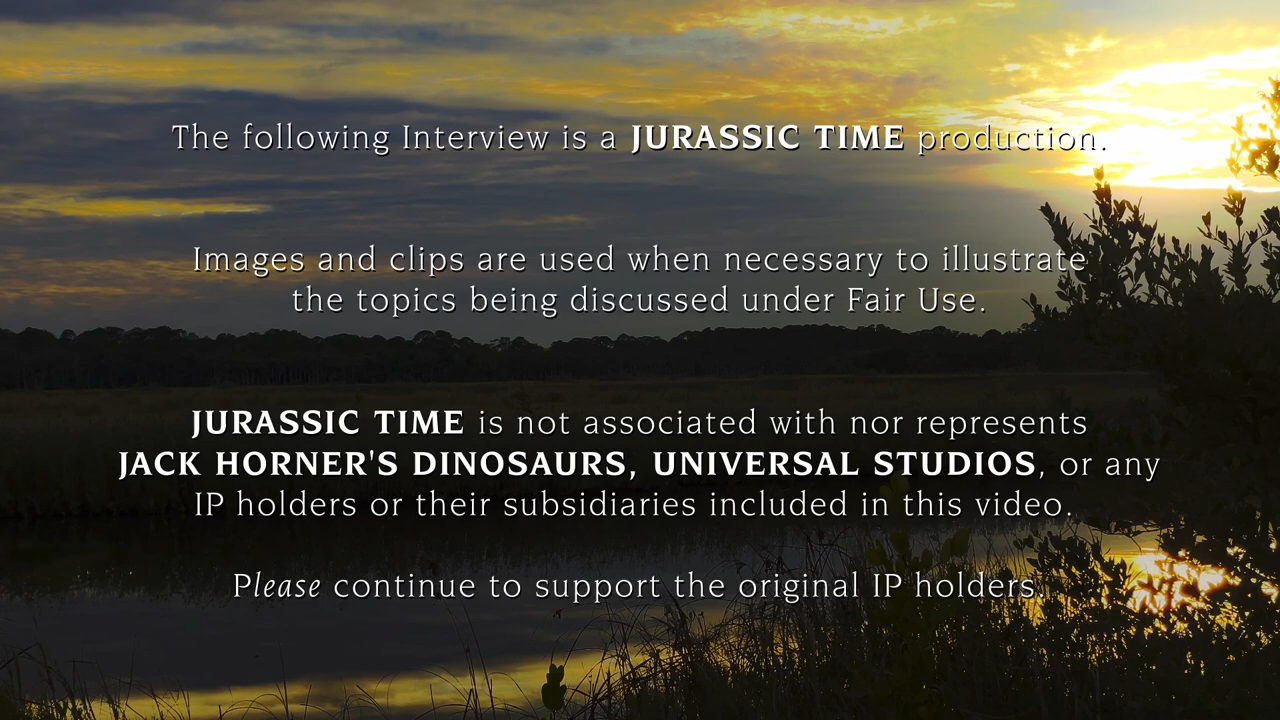 The following Interview is a JURASSIC TIME production.
Images and clips are used when necessary to illustrate
the topics being discussed under Fair Use.
JURASSIC TIME is not associated with nor represents
JACK HORNER'S DINOSAURS, UNIVERSAL STUDIOS, or any
IP holders or their subsidiaries included in this video.
Please continue to support the original IP holders.